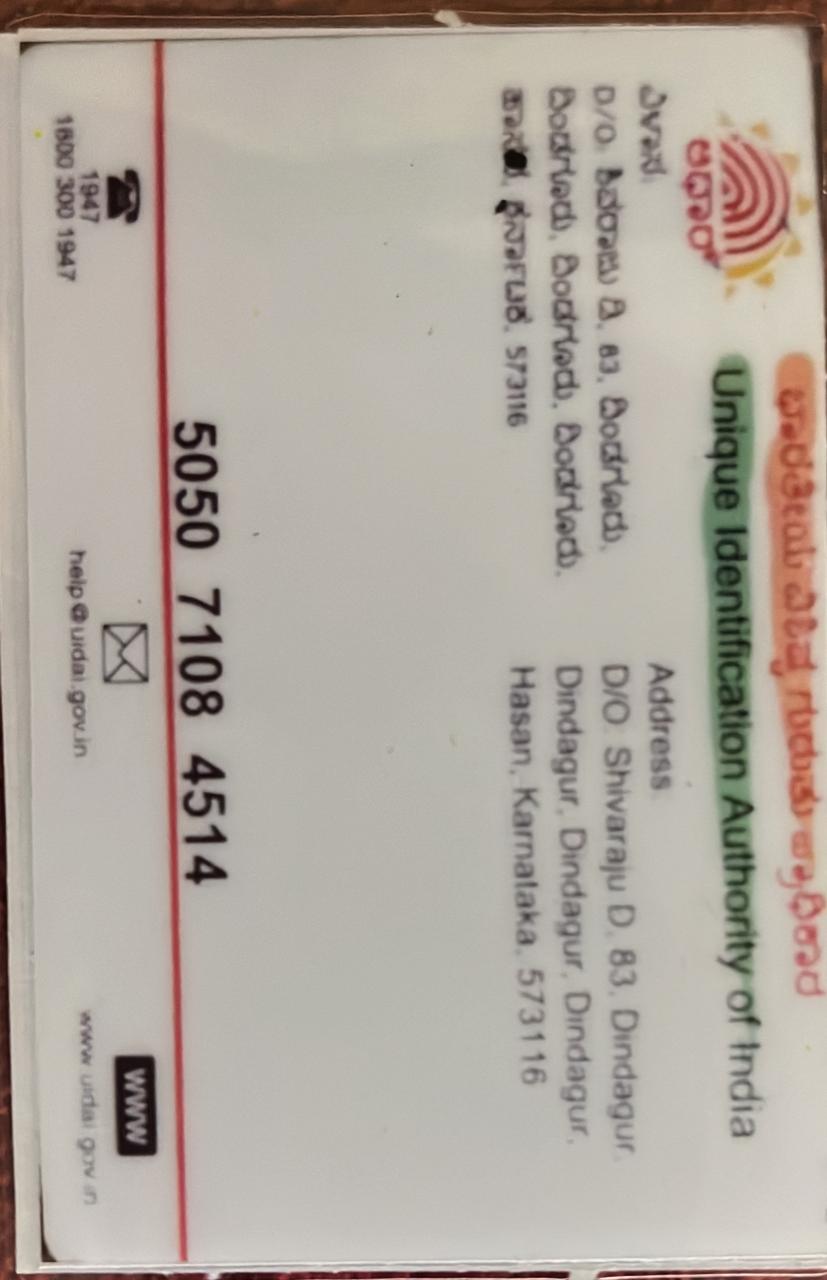 ಆಧಾರ್
ಭಾರತೀಯ ವಿಶಿಷ್ಟ ಗುರುತು ಪ್ರಾಧಿಕಾರ
Unique Identification Authority of India
ವಿಳಾಸ:
D/O: ಶಿವರಾಜು ಡಿ, 83, ದಿಂಡಗೂರು,
ದಿಂಡಗೂರು, ದಿಂಡಗೂರು, ದಿಂಡಗೂರು,
ಹಾಸನ, ಕರ್ನಾಟಕ, 573116
Address:
D/O: Shivaraju D, 83, Dindagur,
Dindagur, Dindagur, Dindagur,
Hasan, Karnataka, 573116
5050 7108 4514
1947
1800 300 1947
help@uidai.gov.in
www
www.uidai.gov.in